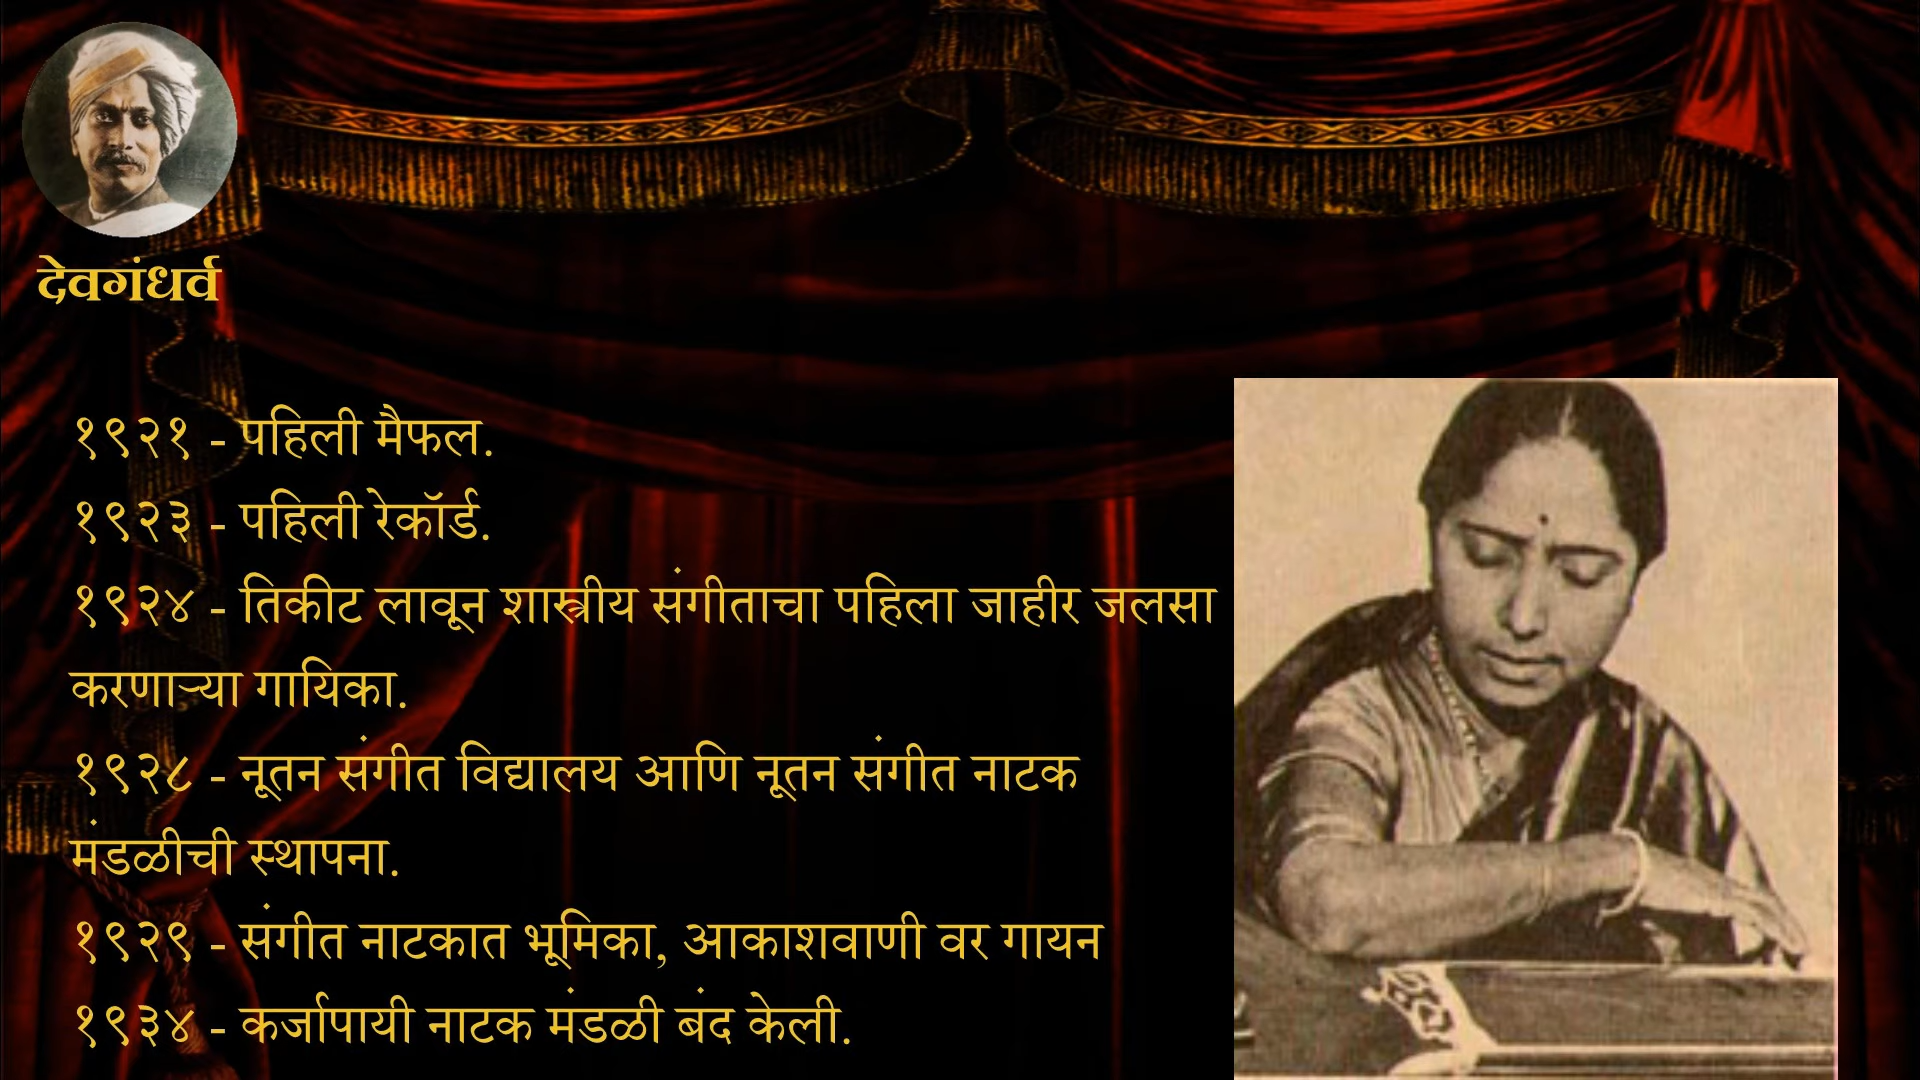 देवगंधर्व
१९२१ - पहिली मैफल.
१९२३ - पहिली रेकॉर्ड.
१९२४ - तिकीट लावून शास्त्रीय संगीताचा पहिला जाहीर जलसा
करणाऱ्या गायिका.
१९२८ - नूतन संगीत विद्यालय आणि नूतन संगीत नाटक
मंडळीची स्थापना.
१९२९ - संगीत नाटकात भूमिका, आकाशवाणी वर गायन
१९३४ - कर्जापायी नाटक मंडळी बंद केली.